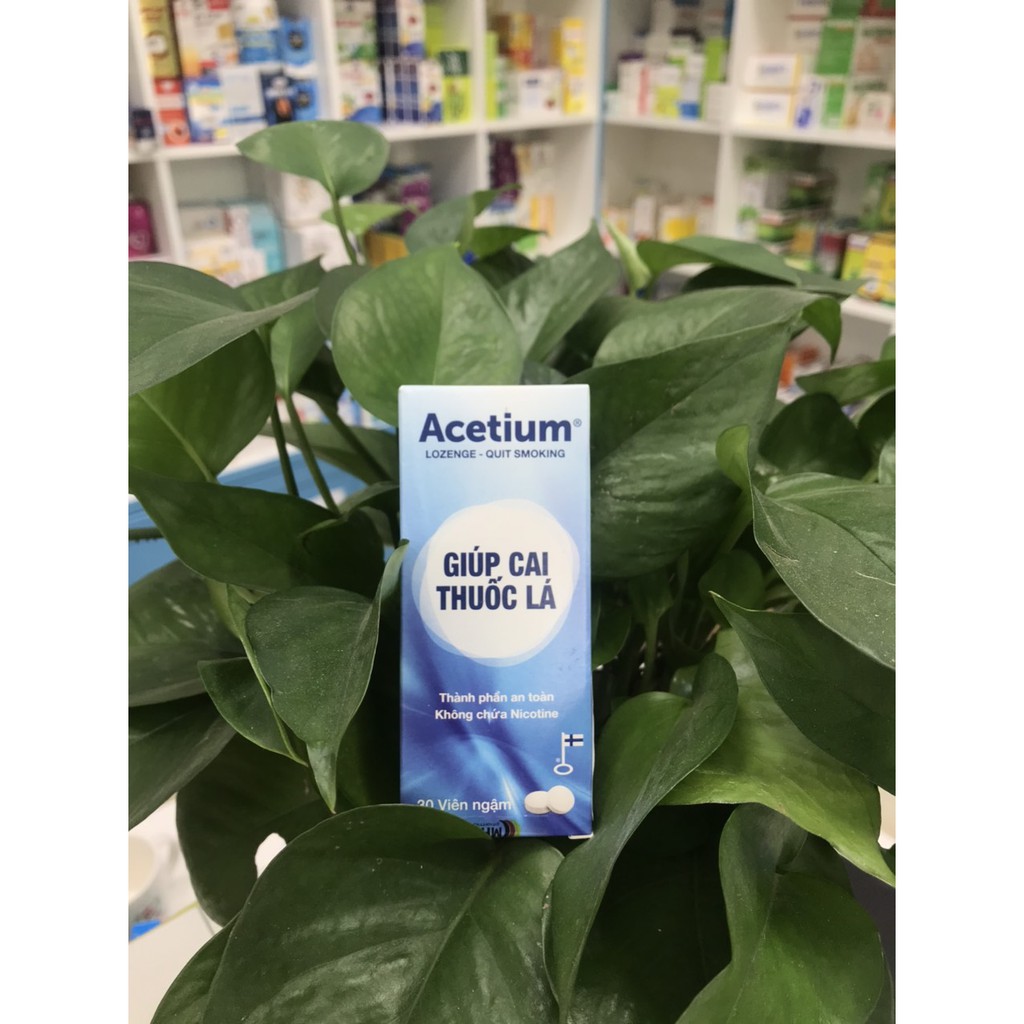 Acetium®
LOZENGE - QUIT SMOKING
GIÚP CAI
THUỐC LÁ
Thành phần an toàn
Không chứa Nicotine
30 Viên ngậm